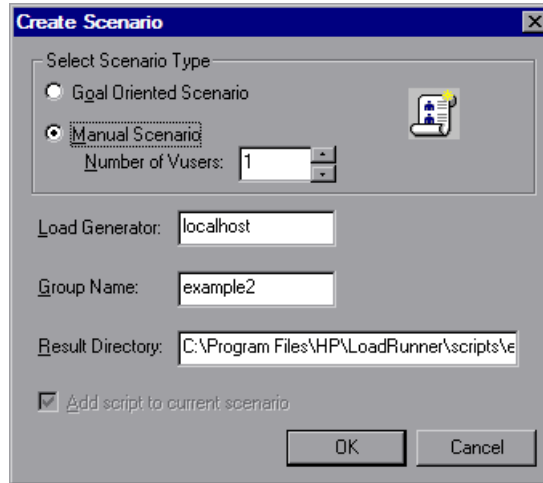 Create Scenario
Select Scenario Type
Goal Oriented Scenario
Manual Scenario
Number of Vusers: 1
Load Generator: localhost
Group Name: example2
Result Directory: C:\Program Files\HP\LoadRunner\scripts\e
Add script to current scenario
OK Cancel